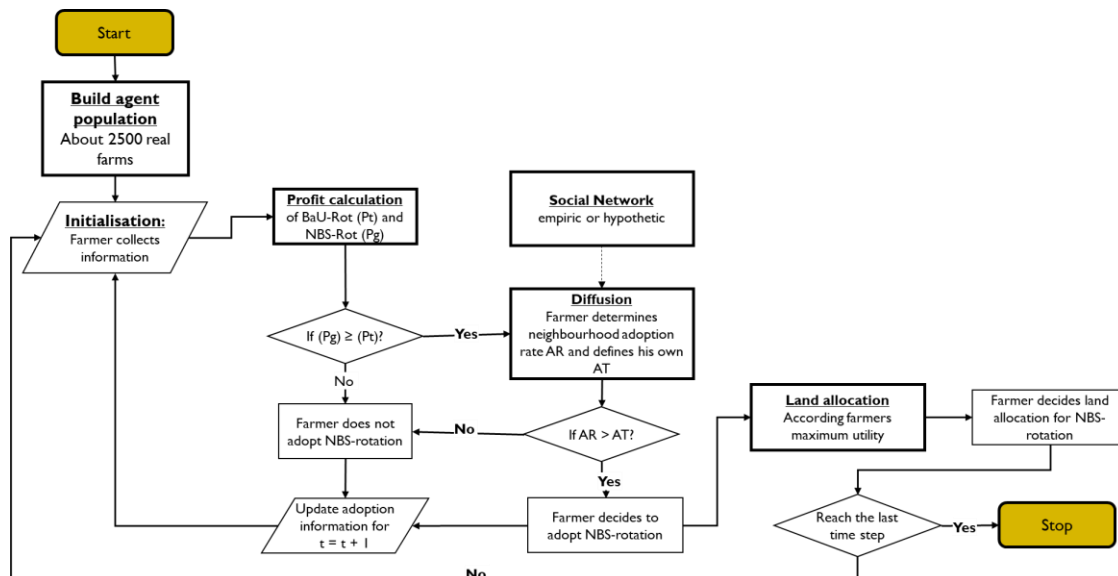 Start
Build agent
population
About 2500 real
farms
Initialisation:
Farmer collects
information
Profit calculation
of BaU-Rot (Pt) and
NBS-Rot (Pg)
Social Network
empiric or hypothetic
If (Pg) ≥ (Pt)?
Yes
Diffusion
Farmer determines
neighbourhood adoption
rate AR and defines his own
AT
No
Farmer does not
adopt NBS-rotation
No
If AR > AT?
Yes
Land allocation
According farmers
maximum utility
Farmer decides land
allocation for NBS-
rotation
Update adoption
information for
t = t + 1
Farmer decides to
adopt NBS-rotation
Reach the last
time step
Yes
Stop
No